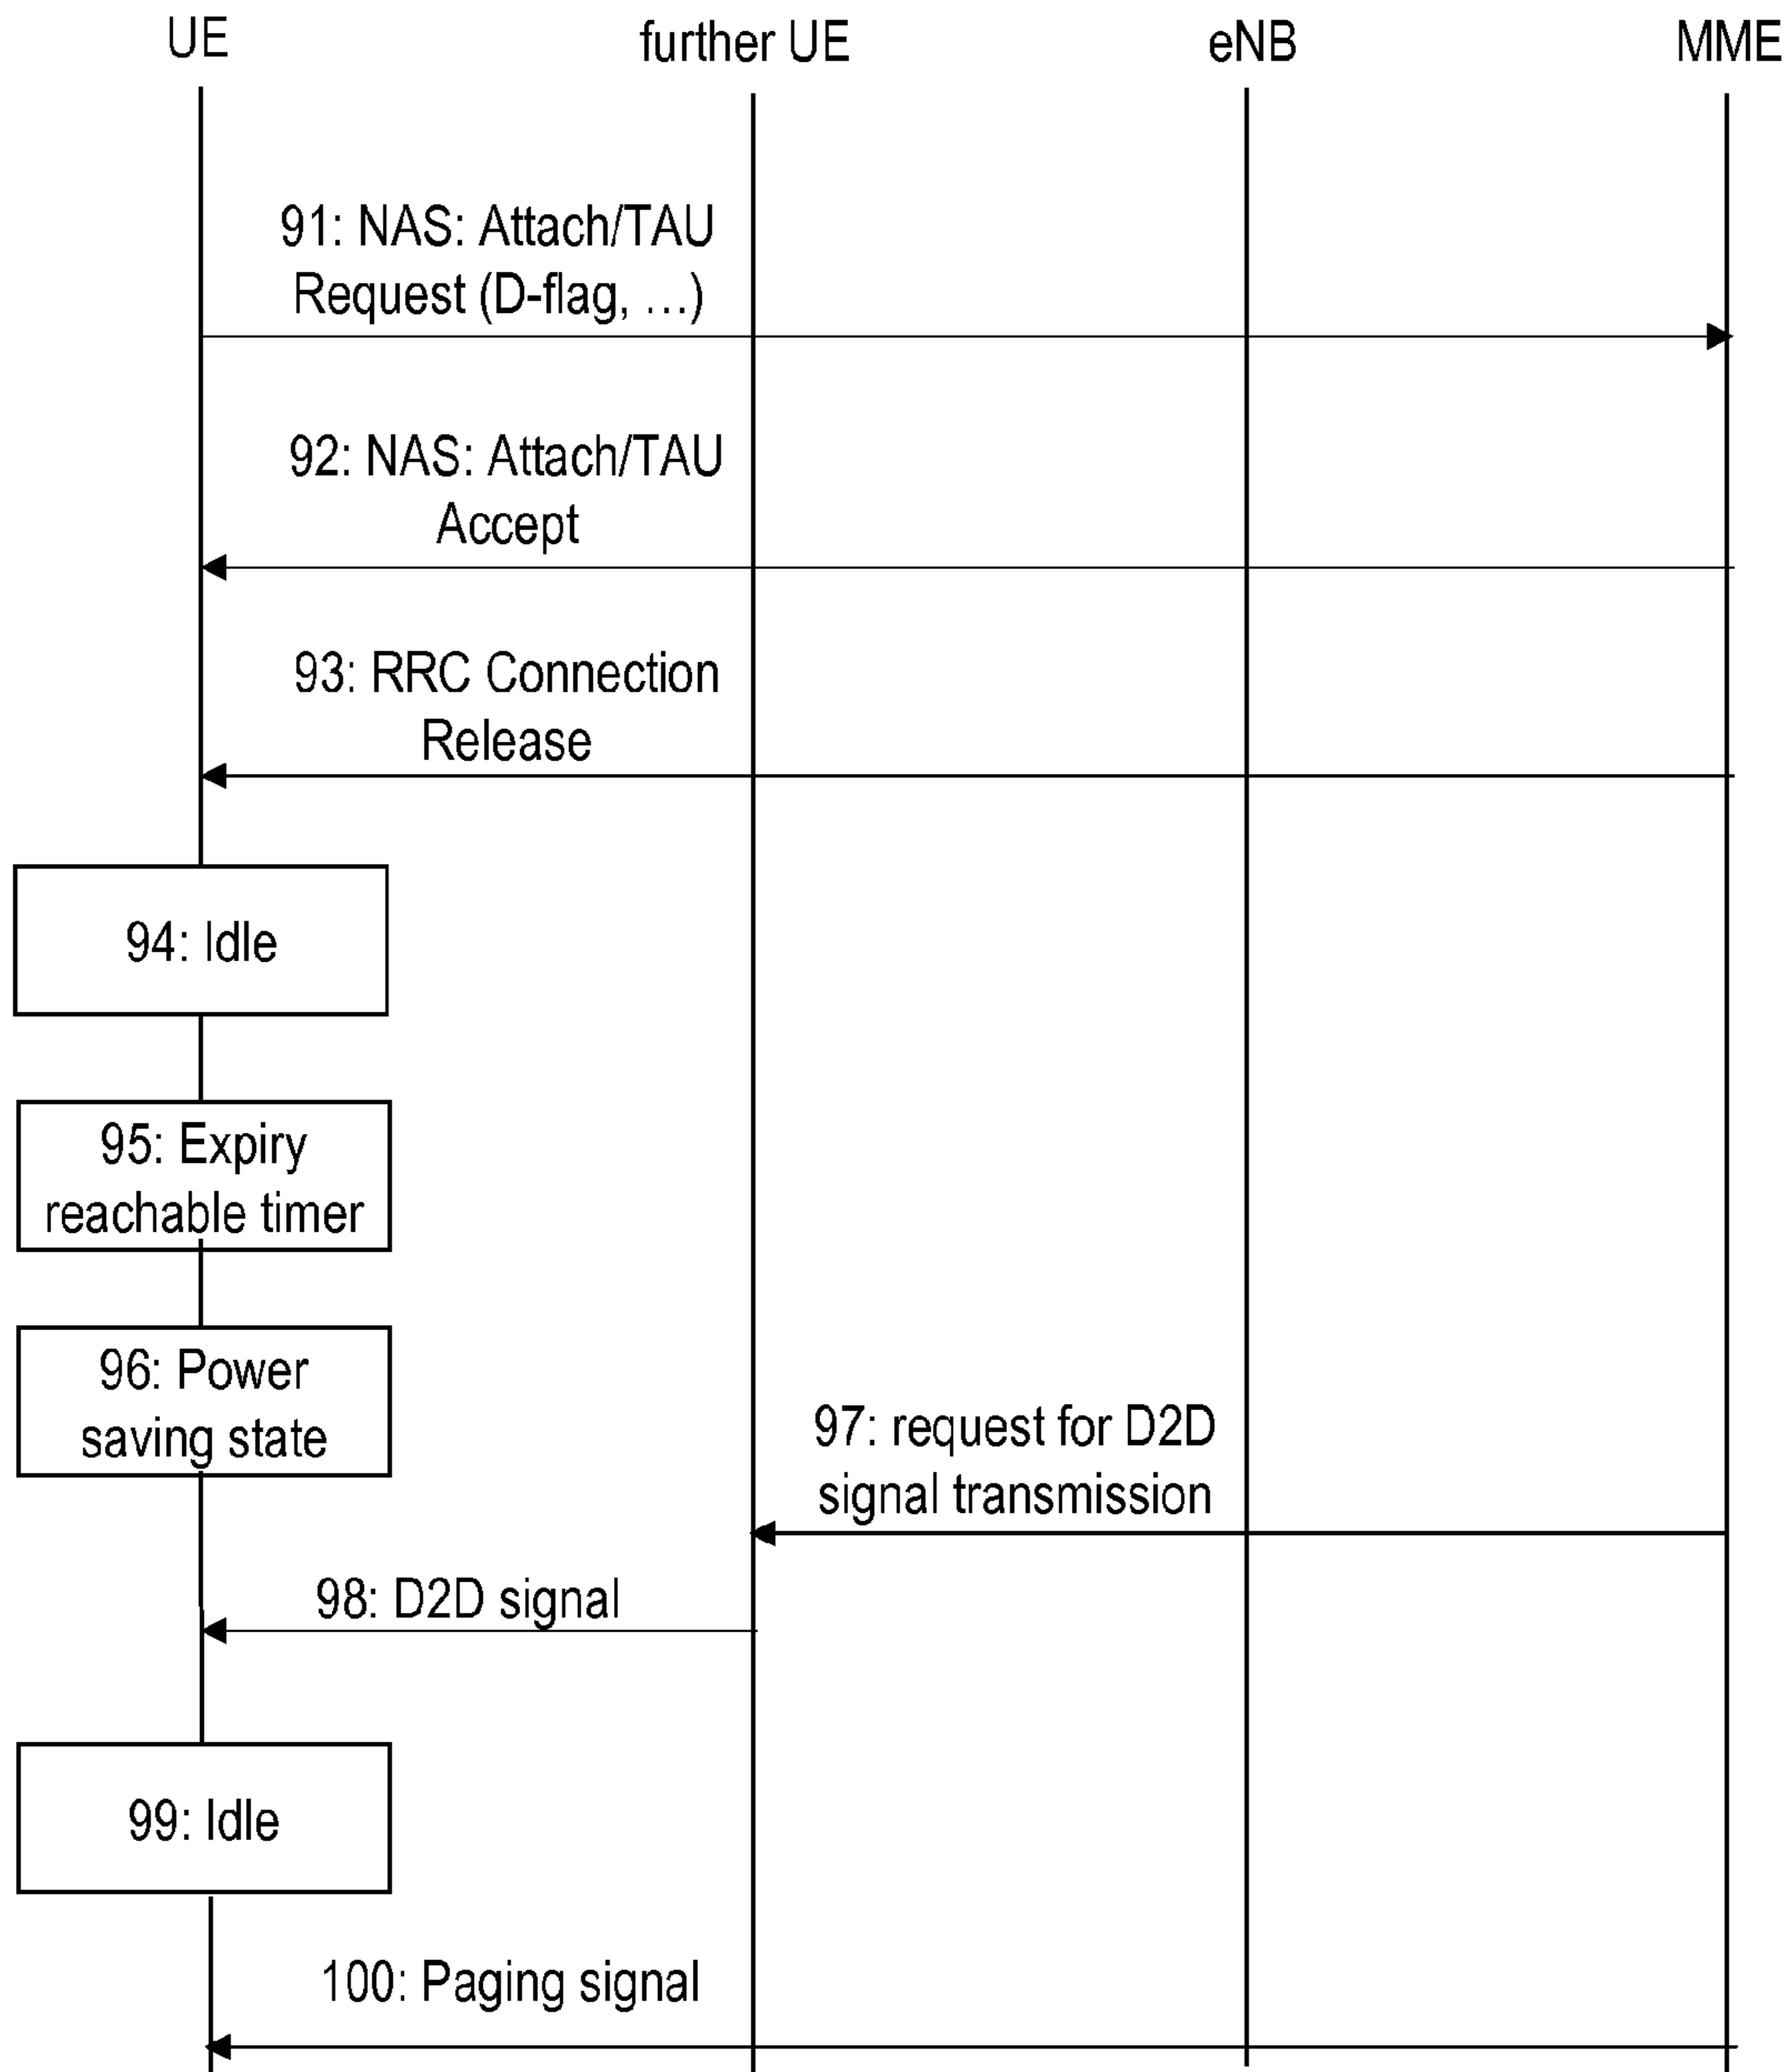 UE
further UE
eNB
MME
91: NAS: Attach/TAU
Request (D-flag, …)
92: NAS: Attach/TAU
Accept
93: RRC Connection
Release
94: Idle
95: Expiry
reachable timer
96: Power
saving state
97: request for D2D
signal transmission
98: D2D signal
99: Idle
100: Paging signal